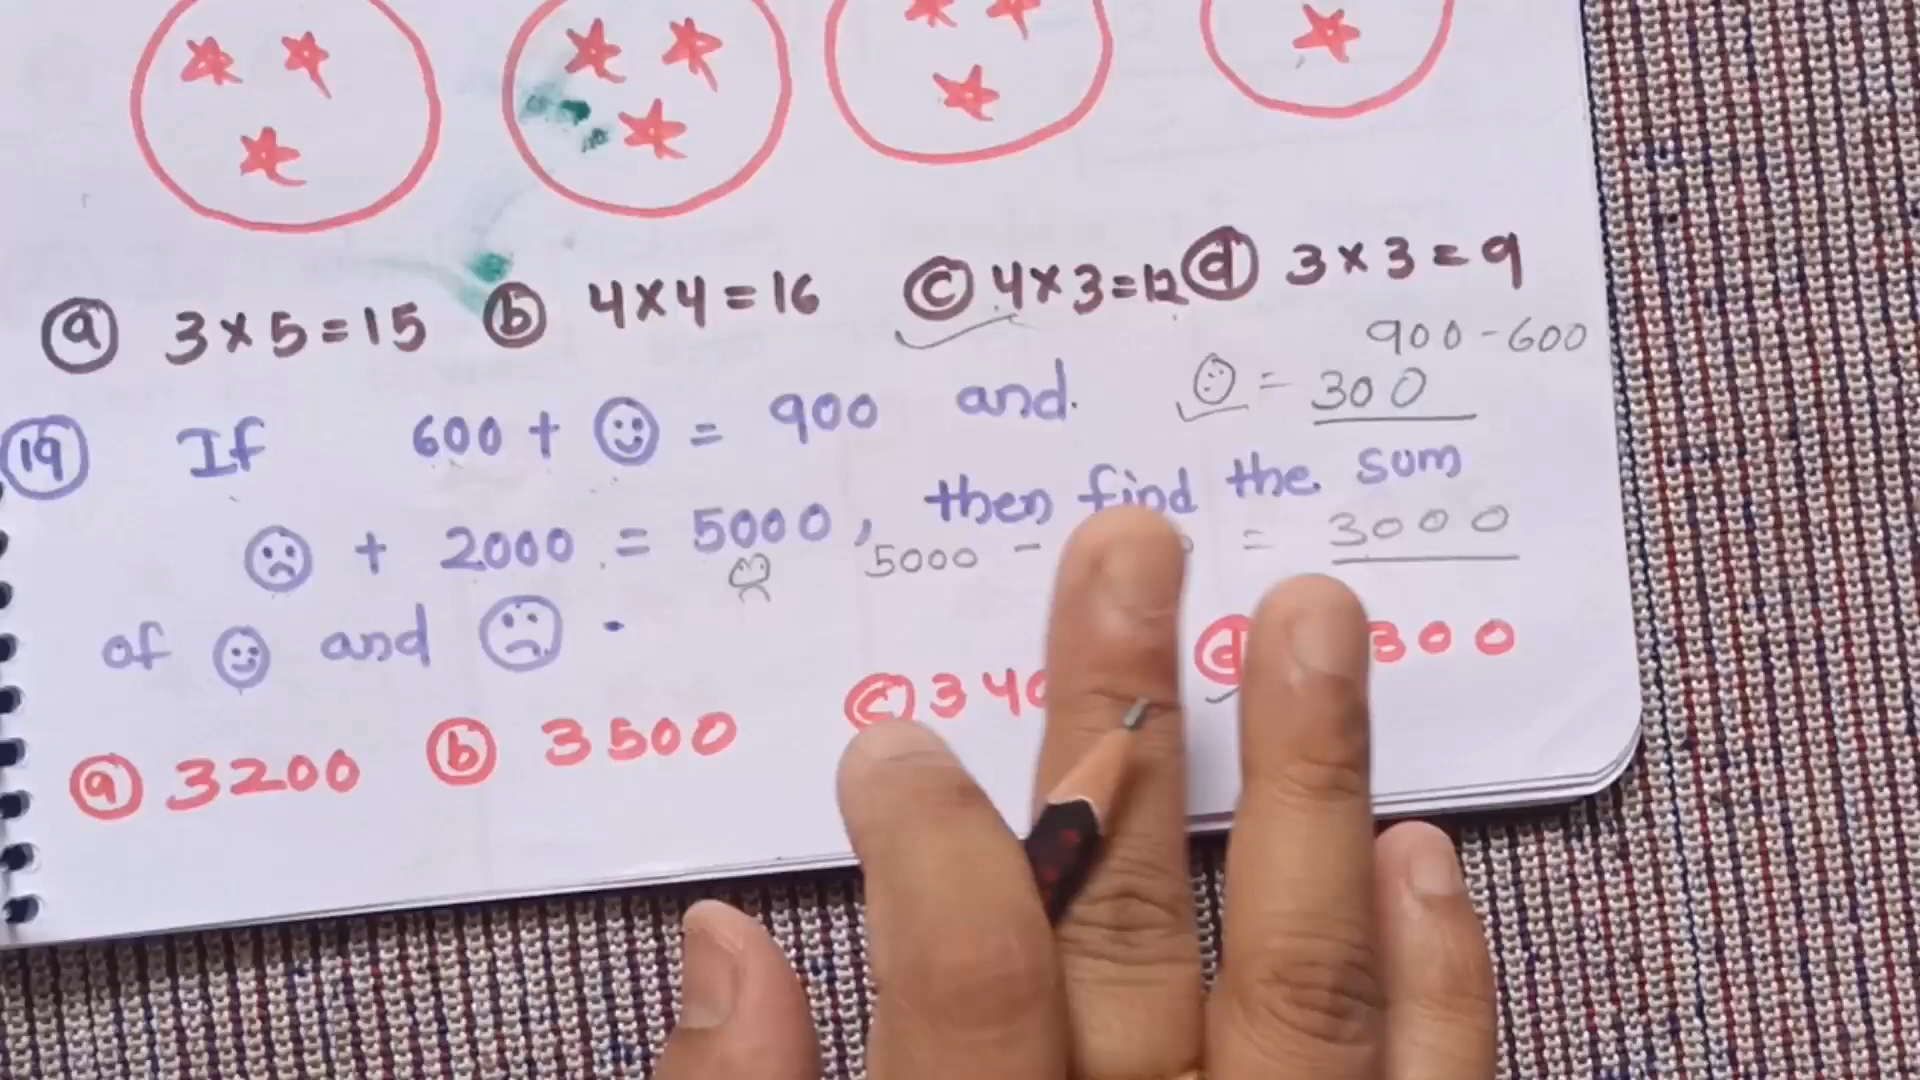 (a) 3×5=15 (b) 4×4=16 (c) 4×3=12 (d) 3×3=9
900-600
19 If 600 + ☺ = 900 and. ☺ = 300
☹ + 2000 = 5000, then find the sum
☹ 5000 - = 3000
of ☺ and ☹.
(a) 3200 (b) 3500 (c) 340 (d) 300